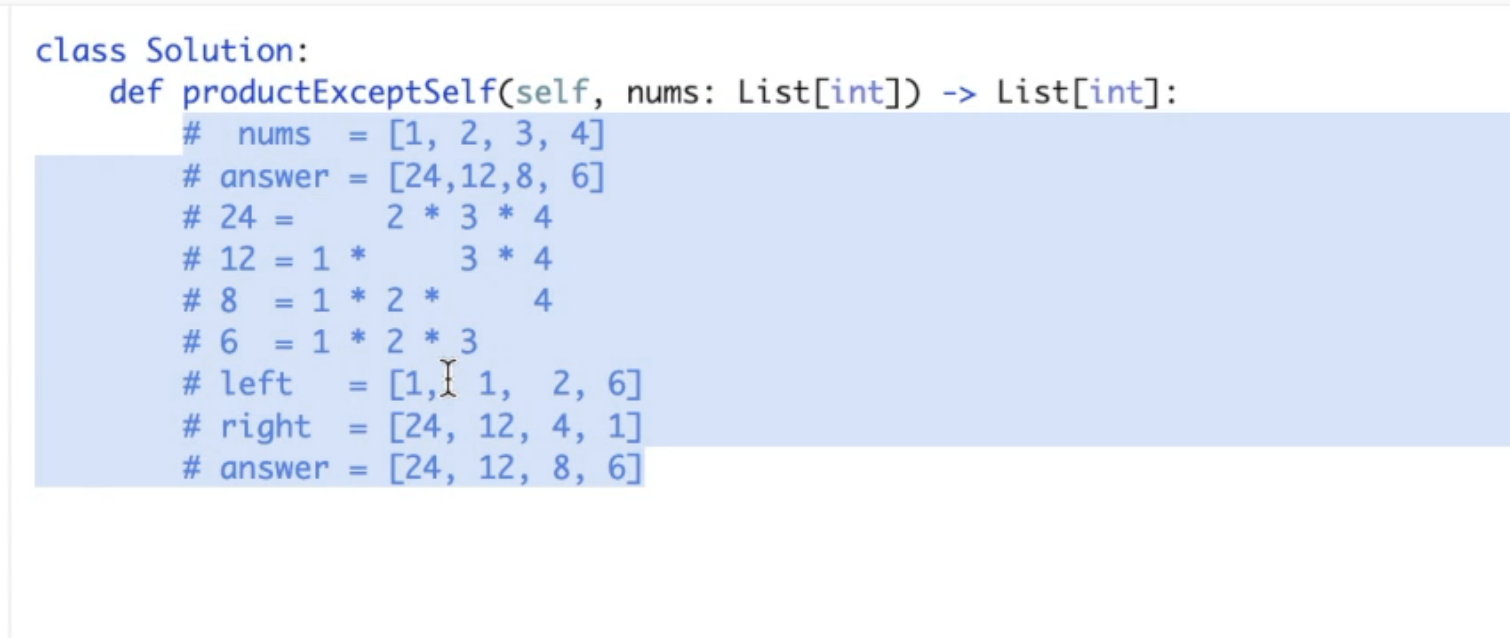 class Solution:
    def productExceptSelf(self, nums: List[int]) -> List[int]:
        #  nums  = [1, 2, 3, 4]
        # answer = [24,12,8, 6]
        # 24 =     2 * 3 * 4
        # 12 = 1 *     3 * 4
        # 8  = 1 * 2 *     4
        # 6  = 1 * 2 * 3
        # left   = [1,  1,  2, 6]
        # right  = [24, 12, 4, 1]
        # answer = [24, 12, 8, 6]